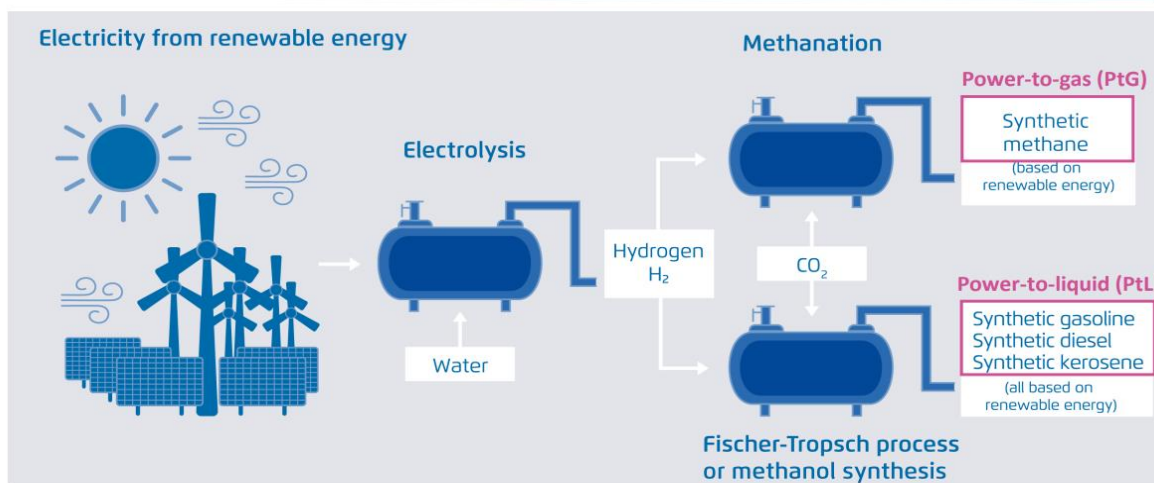 Electricity from renewable energy
Electrolysis
Water
Hydrogen
H₂
Methanation
CO₂
Power-to-gas (PtG)
Synthetic
methane
(based on
renewable energy)
Power-to-liquid (PtL
Synthetic gasoline
Synthetic diesel
Synthetic kerosene
(all based on
renewable energy)
Fischer-Tropsch process
or methanol synthesis